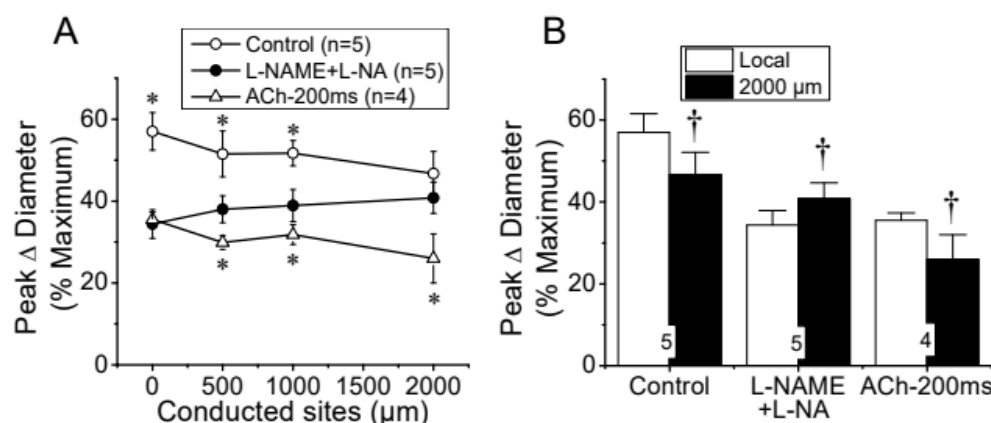 A
Control (n=5)
L-NAME+L-NA (n=5)
ACh-200ms (n=4)
Peak Δ Diameter
(% Maximum)
60
40
20
0
* * *
* * *
0 500 1000 1500 2000
Conducted sites (µm)
B
Local
2000 µm
Peak Δ Diameter
(% Maximum)
60
40
20
0
† † †
5 5 4
Control L-NAME ACh-200ms
+L-NA